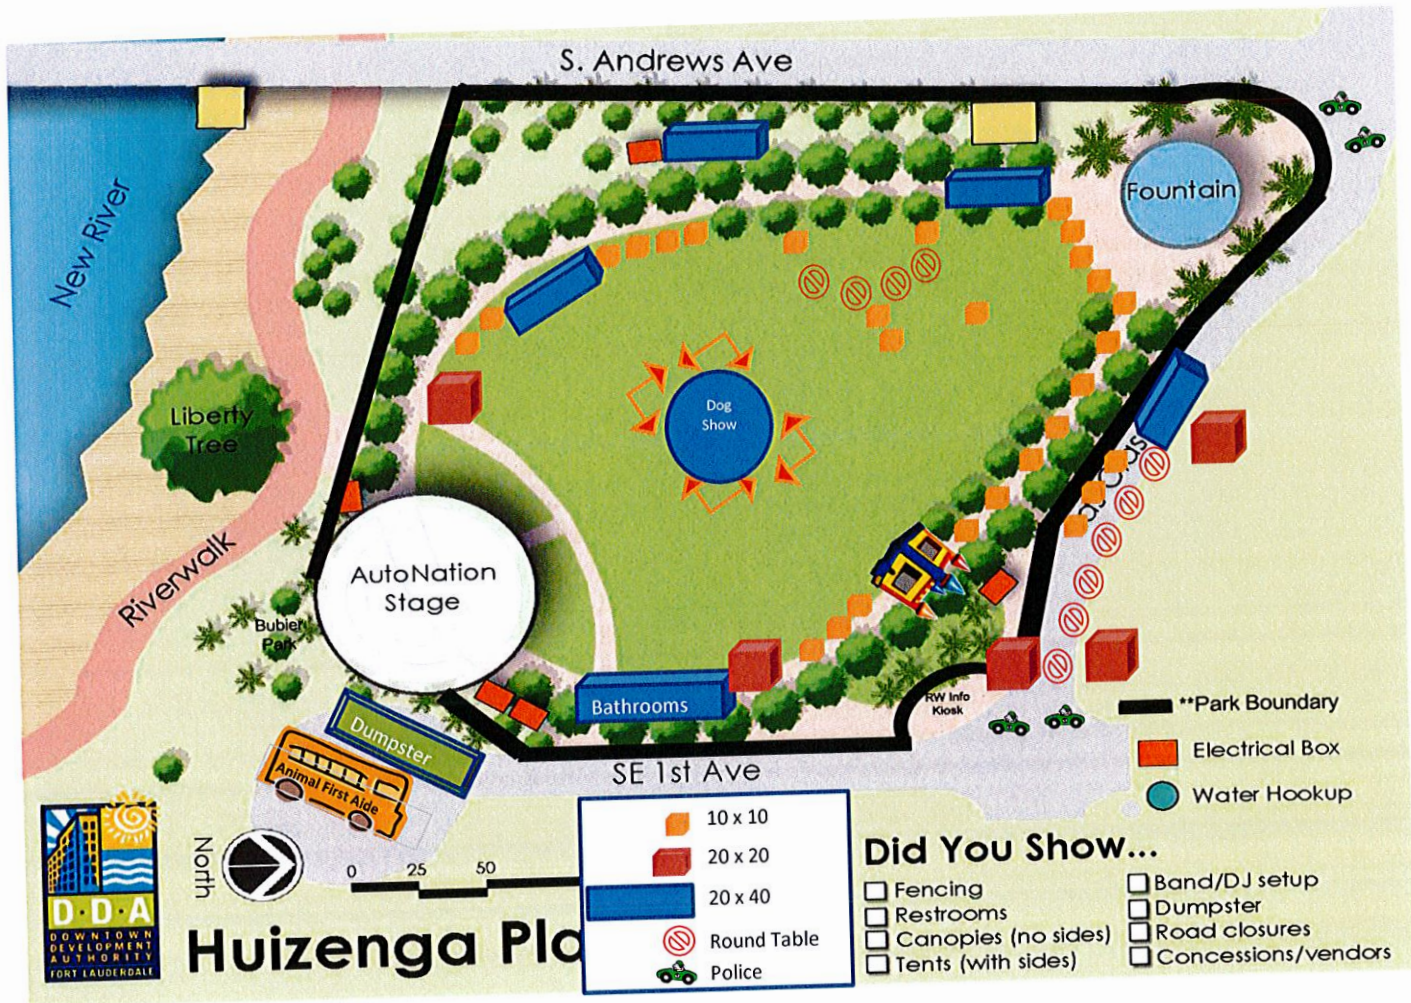 S. Andrews Ave
New River
Fountain
Liberty
Tree
Dog
Show
as Olas
Riverwalk
AutoNation
Stage
Bubier
Park
Bathrooms
RW Info
Kiosk
Dumpster
Animal First Aide
SE 1st Ave
**Park Boundary
Electrical Box
Water Hookup
North
0 25 50
10 x 10
20 x 20
20 x 40
Round Table
Police
Did You Show...
Fencing
Restrooms
Canopies (no sides)
Tents (with sides)
Band/DJ setup
Dumpster
Road closures
Concessions/vendors
D·D·A
DOWNTOWN
DEVELOPMENT
AUTHORITY
FORT LAUDERDALE
Huizenga Pla